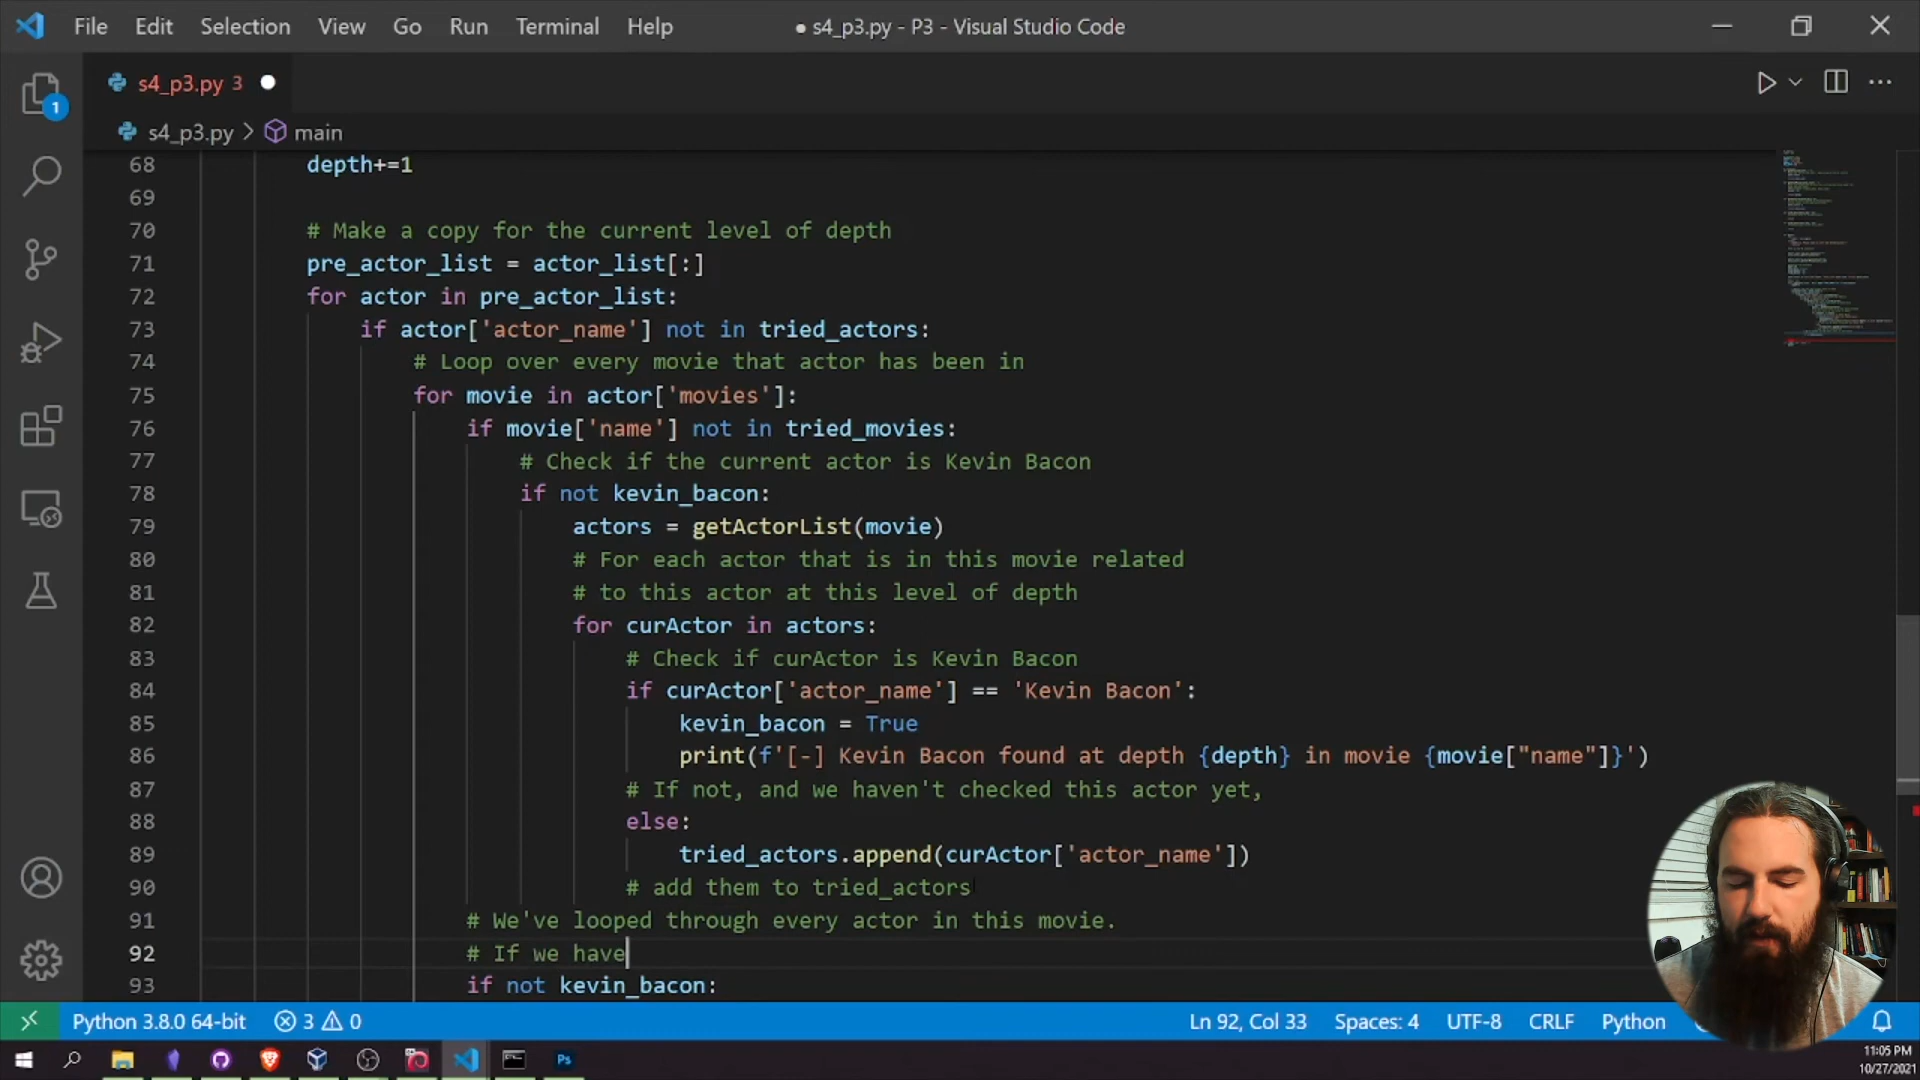 File Edit Selection View Go Run Terminal Help ● s4_p3.py - P3 - Visual Studio Code
s4_p3.py 3
1
s4_p3.py > main
68 depth+=1
69
70 # Make a copy for the current level of depth
71 pre_actor_list = actor_list[:]
72 for actor in pre_actor_list:
73 if actor['actor_name'] not in tried_actors:
74 # Loop over every movie that actor has been in
75 for movie in actor['movies']:
76 if movie['name'] not in tried_movies:
77 # Check if the current actor is Kevin Bacon
78 if not kevin_bacon:
79 actors = getActorList(movie)
80 # For each actor that is in this movie related
81 # to this actor at this level of depth
82 for curActor in actors:
83 # Check if curActor is Kevin Bacon
84 if curActor['actor_name'] == 'Kevin Bacon':
85 kevin_bacon = True
86 print(f'[-] Kevin Bacon found at depth {depth} in movie {movie["name"]}')
87 # If not, and we haven't checked this actor yet,
88 else:
89 tried_actors.append(curActor['actor_name'])
90 # add them to tried_actors
91 # We've looped through every actor in this movie.
92 # If we have
93 if not kevin_bacon:
Python 3.8.0 64-bit 3 0 Ln 92, Col 33 Spaces: 4 UTF-8 CRLF Python
Ps
11:05 PM
10/27/2021